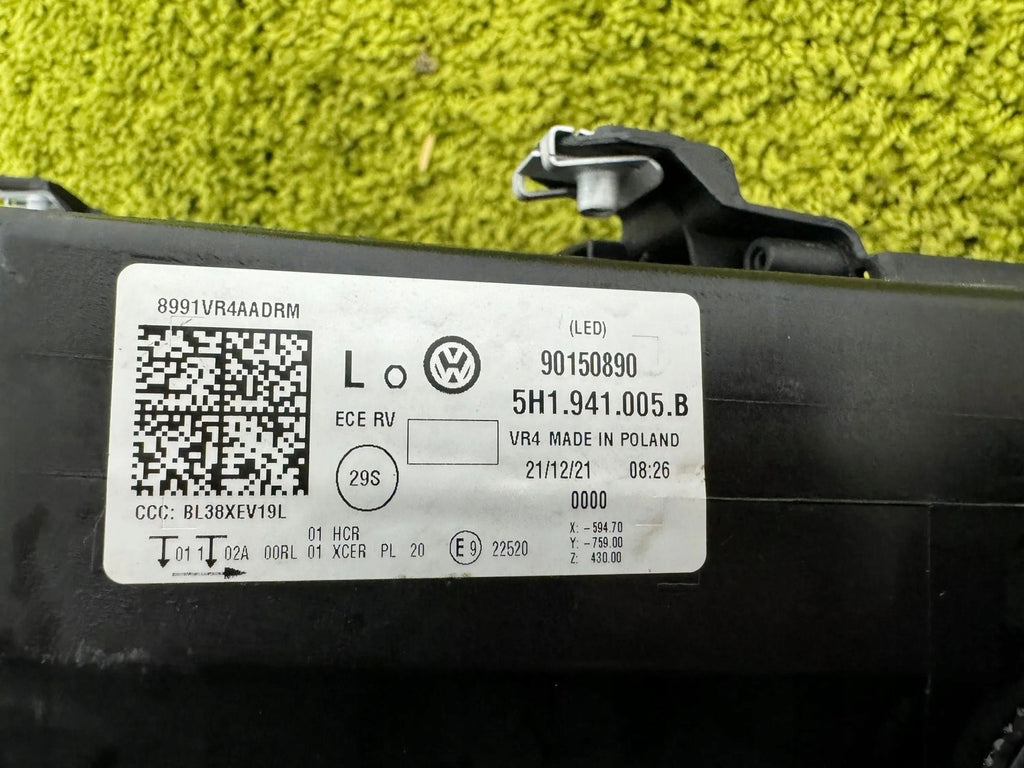 8991VR4AADRM
L O
ECE RV
29S
CCC: BL38XEV19L
(LED)
90150890
5H1.941.005.B
VR4 MADE IN POLAND
21/12/21 08:26
0000
X: -594.70
Y: -759.00
Z: 430.00
01 HCR
01 1 02A 00RL 01 XCER PL 20 E9 22520